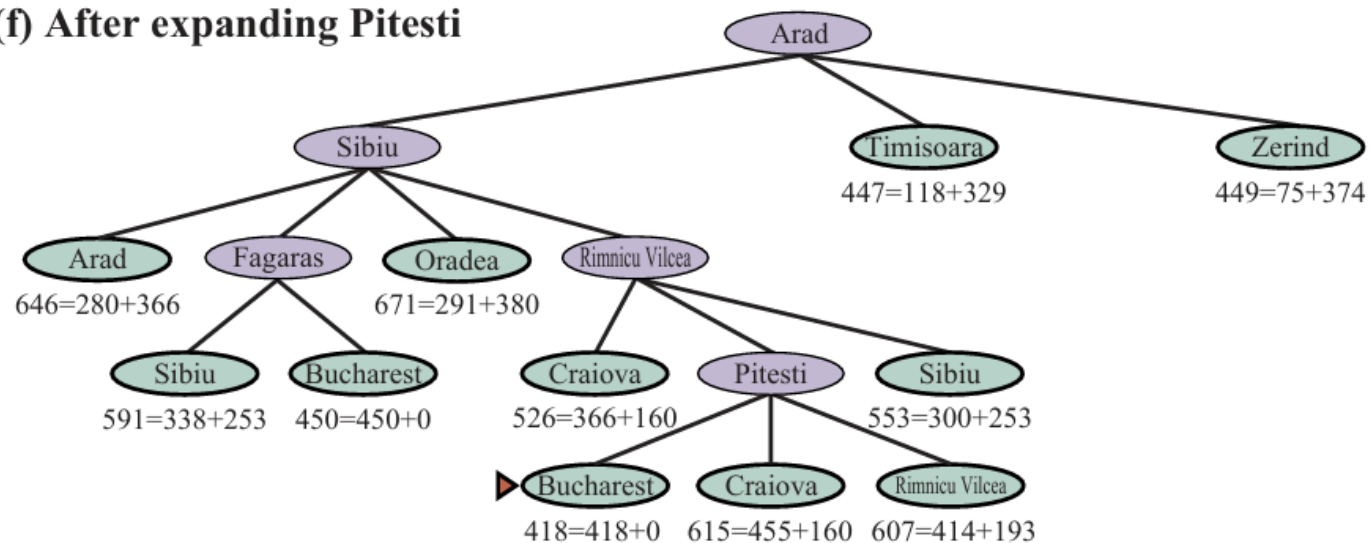 (f) After expanding Pitesti
Arad
Sibiu
Timisoara
Zerind
447=118+329
449=75+374
Arad
Fagaras
Oradea
Rimnicu Vilcea
646=280+366
671=291+380
Sibiu
Bucharest
Craiova
Pitesti
Sibiu
591=338+253
450=450+0
526=366+160
553=300+253
Bucharest
Craiova
Rimnicu Vilcea
418=418+0
615=455+160
607=414+193